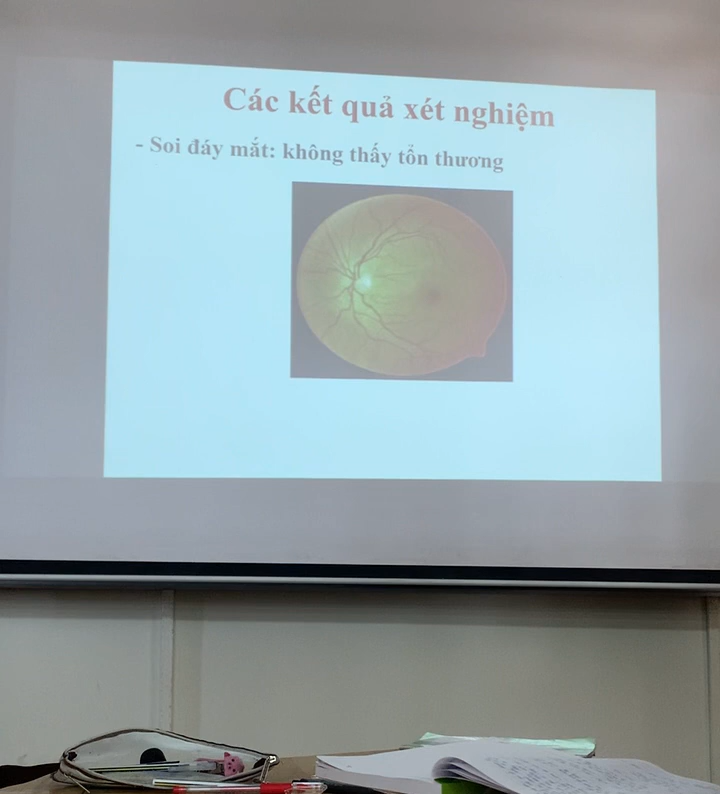 Các kết quả xét nghiệm
- Soi đáy mắt: không thấy tổn thương